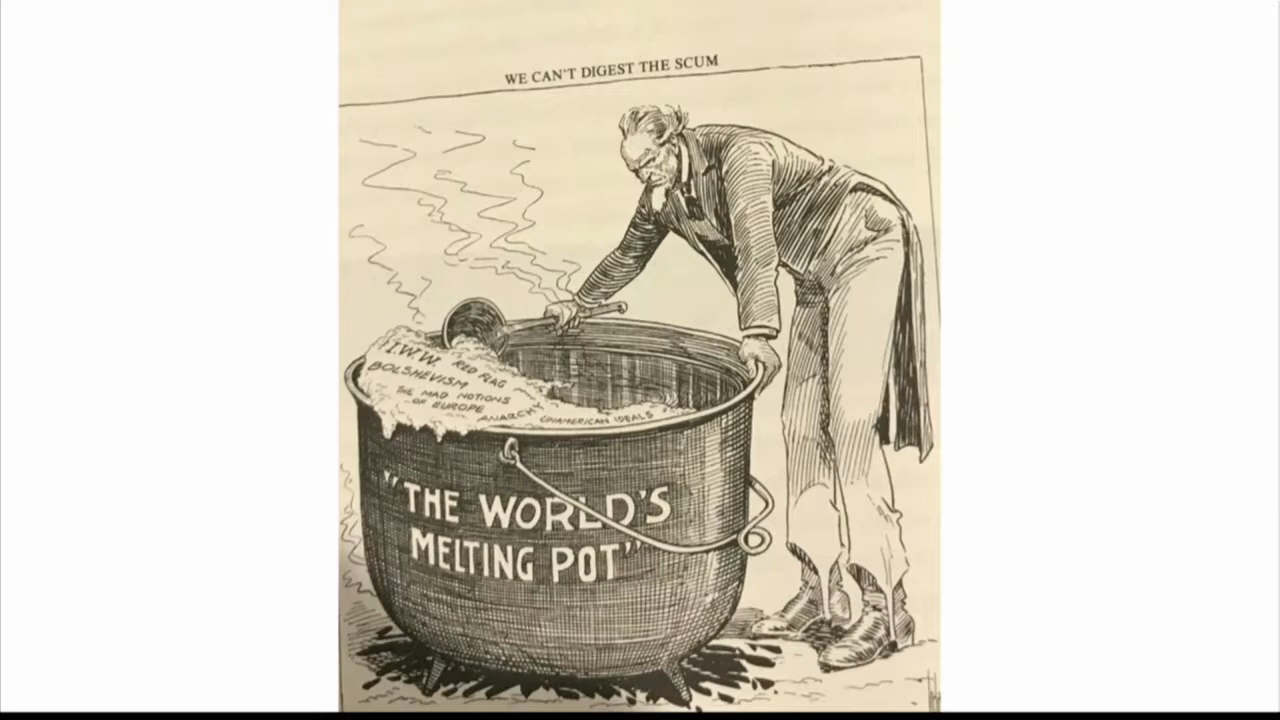 WE CAN'T DIGEST THE SCUM
I.W.W. RED RAG
BOLSHEVISM
THE MAD NOTIONS
OF EUROPE
ANARCHY
UNAMERICAN IDEALS
"THE WORLD'S
MELTING POT"